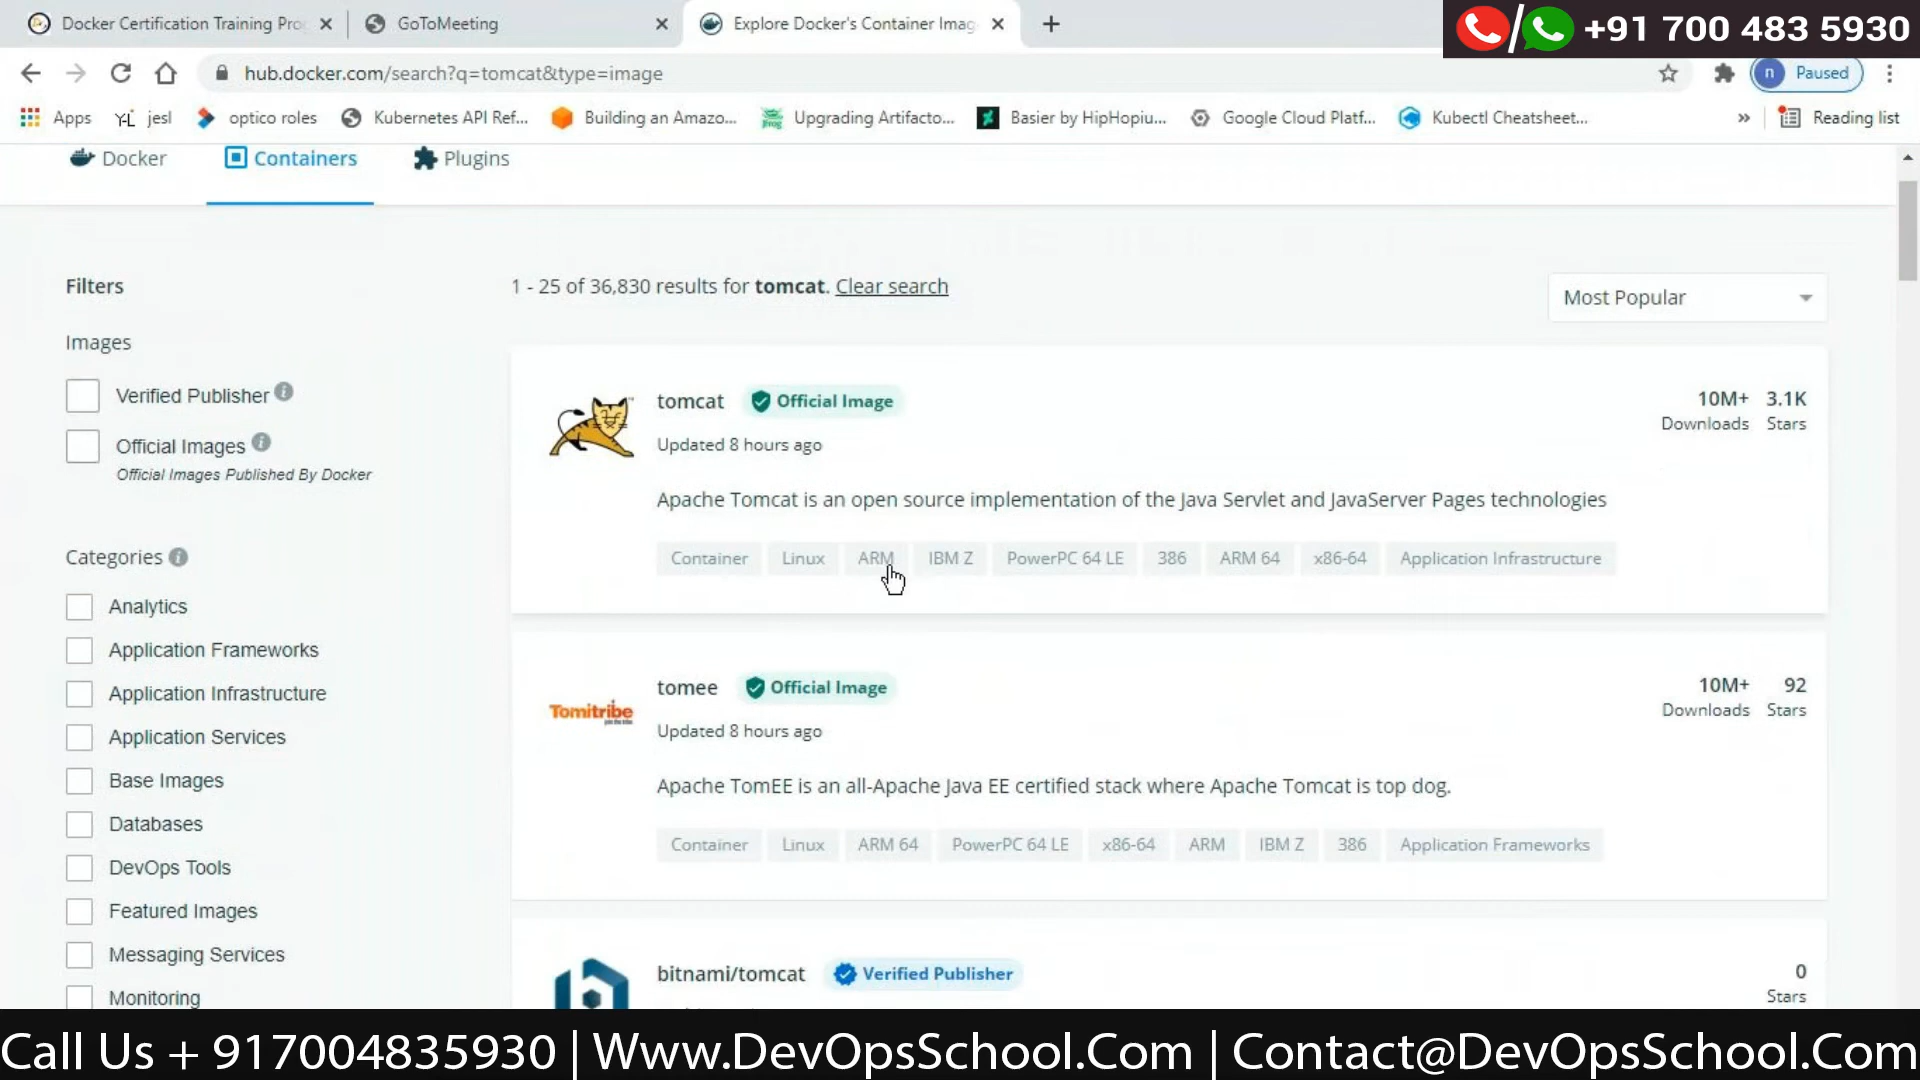 Docker Certification Training Pro
GoToMeeting
Explore Docker's Container Imag
+91 700 483 5930
hub.docker.com/search?q=tomcat&type=image
n Paused
Apps
YL jesl
optico roles
Kubernetes API Ref...
Building an Amazo...
Upgrading Artifacto...
Basier by HipHopiu...
Google Cloud Platf...
Kubectl Cheatsheet...
»
Reading list
Docker
Containers
Plugins
Filters
1 - 25 of 36,830 results for tomcat. Clear search
Most Popular
Images
Verified Publisher
Official Images
Official Images Published By Docker
Categories
Analytics
Application Frameworks
Application Infrastructure
Application Services
Base Images
Databases
DevOps Tools
Featured Images
Messaging Services
Monitoring
tomcat Official Image
10M+ 3.1K
Downloads Stars
Updated 8 hours ago
Apache Tomcat is an open source implementation of the Java Servlet and JavaServer Pages technologies
Container Linux ARM IBM Z PowerPC 64 LE 386 ARM 64 x86-64 Application Infrastructure
Tomitribe
tomee Official Image
10M+ 92
Downloads Stars
Updated 8 hours ago
Apache TomEE is an all-Apache Java EE certified stack where Apache Tomcat is top dog.
Container Linux ARM 64 PowerPC 64 LE x86-64 ARM IBM Z 386 Application Frameworks
bitnami/tomcat Verified Publisher
0
Stars
Call Us + 917004835930 | Www.DevOpsSchool.Com | Contact@DevOpsSchool.Com